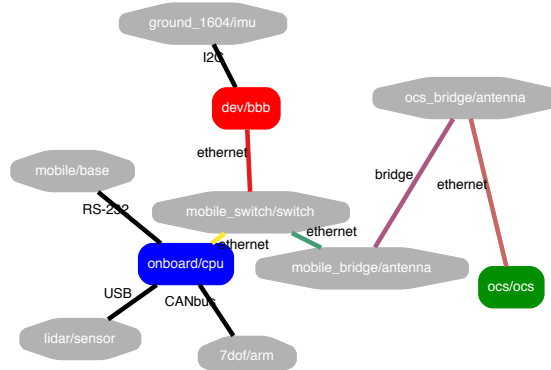 ground_1604/imu
I2C
dev/bbb
ocs_bridge/antenna
ethernet
mobile/base
bridge
ethernet
RS-232
mobile_switch/switch
ethernet
ethernet
onboard/cpu
mobile_bridge/antenna
ocs/ocs
USB
CANbus
lidar/sensor
7dof/arm